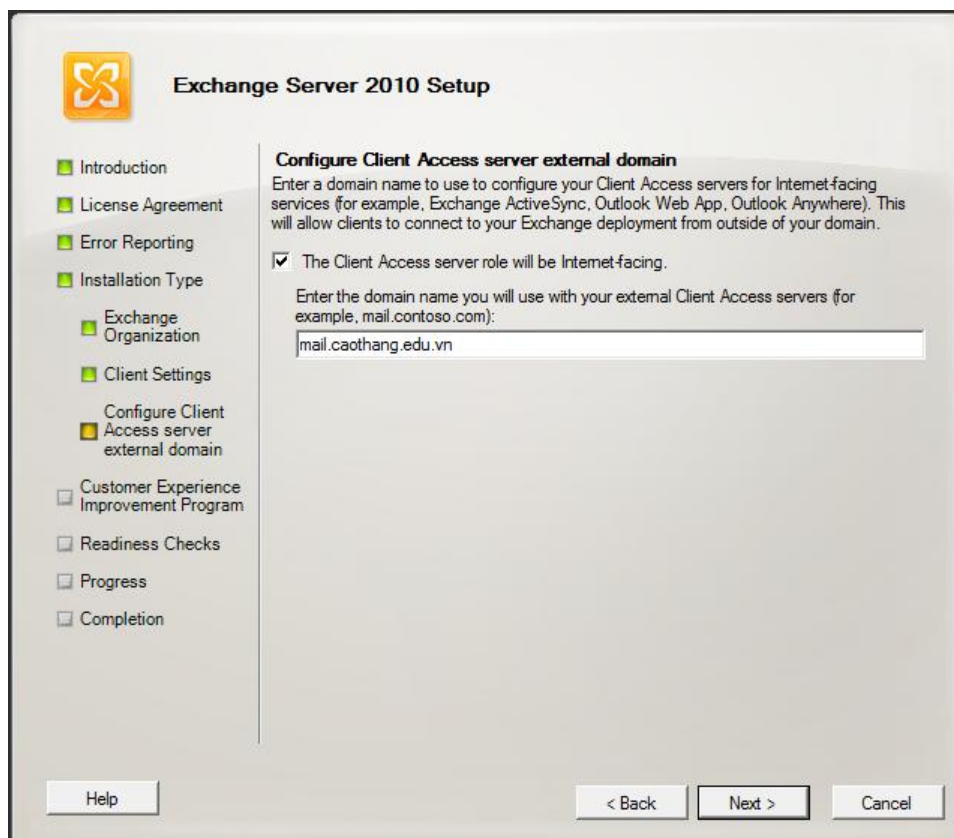 Exchange Server 2010 Setup
Introduction
License Agreement
Error Reporting
Installation Type
Exchange
Organization
Client Settings
Configure Client
Access server
external domain
Customer Experience
Improvement Program
Readiness Checks
Progress
Completion
Configure Client Access server external domain
Enter a domain name to use to configure your Client Access servers for Internet-facing
services (for example, Exchange ActiveSync, Outlook Web App, Outlook Anywhere). This
will allow clients to connect to your Exchange deployment from outside of your domain.
The Client Access server role will be Internet-facing.
Enter the domain name you will use with your external Client Access servers (for
example, mail.contoso.com):
mail.caothang.edu.vn
Help
< Back
Next >
Cancel